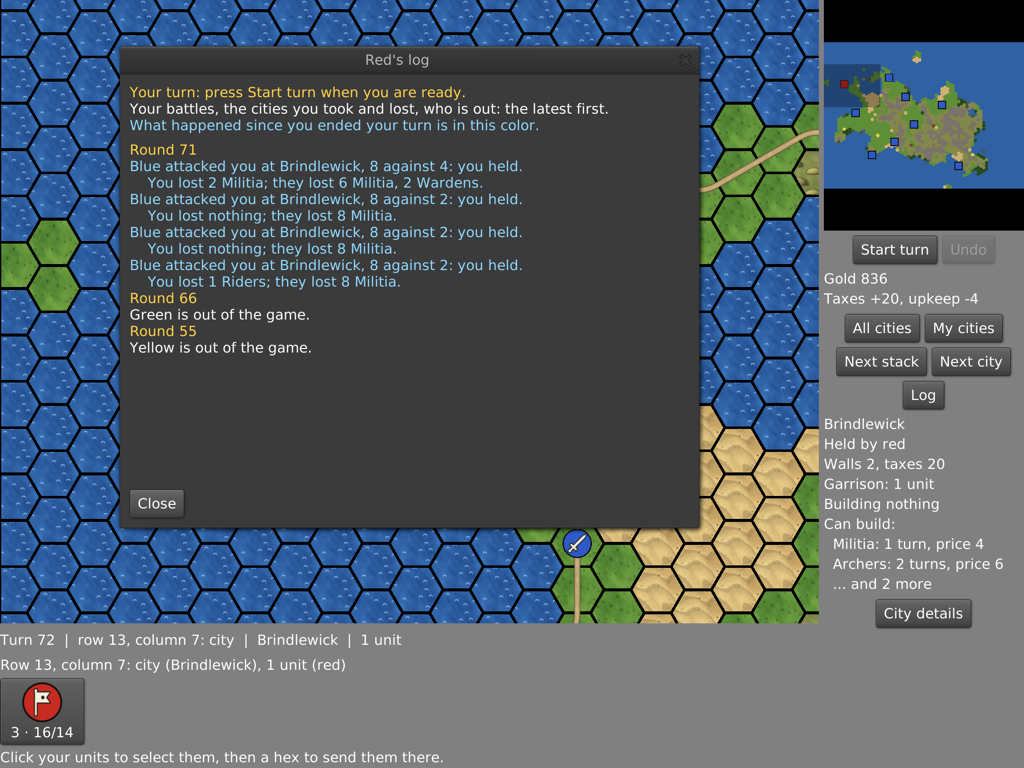 Red's log
Your turn: press Start turn when you are ready.
Your battles, the cities you took and lost, who is out: the latest first.
What happened since you ended your turn is in this color.
Round 71
Blue attacked you at Brindlewick, 8 against 4: you held.
You lost 2 Militia; they lost 6 Militia, 2 Wardens.
Blue attacked you at Brindlewick, 8 against 2: you held.
You lost nothing; they lost 8 Militia.
Blue attacked you at Brindlewick, 8 against 2: you held.
You lost nothing; they lost 8 Militia.
Blue attacked you at Brindlewick, 8 against 2: you held.
You lost 1 Riders; they lost 8 Militia.
Round 66
Green is out of the game.
Round 55
Yellow is out of the game.
Close
Start turn
Undo
Gold 836
Taxes +20, upkeep -4
All cities
My cities
Next stack
Next city
Log
Brindlewick
Held by red
Walls 2, taxes 20
Garrison: 1 unit
Building nothing
Can build:
Militia: 1 turn, price 4
Archers: 2 turns, price 6
... and 2 more
City details
Turn 72 | row 13, column 7: city | Brindlewick | 1 unit
Row 13, column 7: city (Brindlewick), 1 unit (red)
3 · 16/14
Click your units to select them, then a hex to send them there.